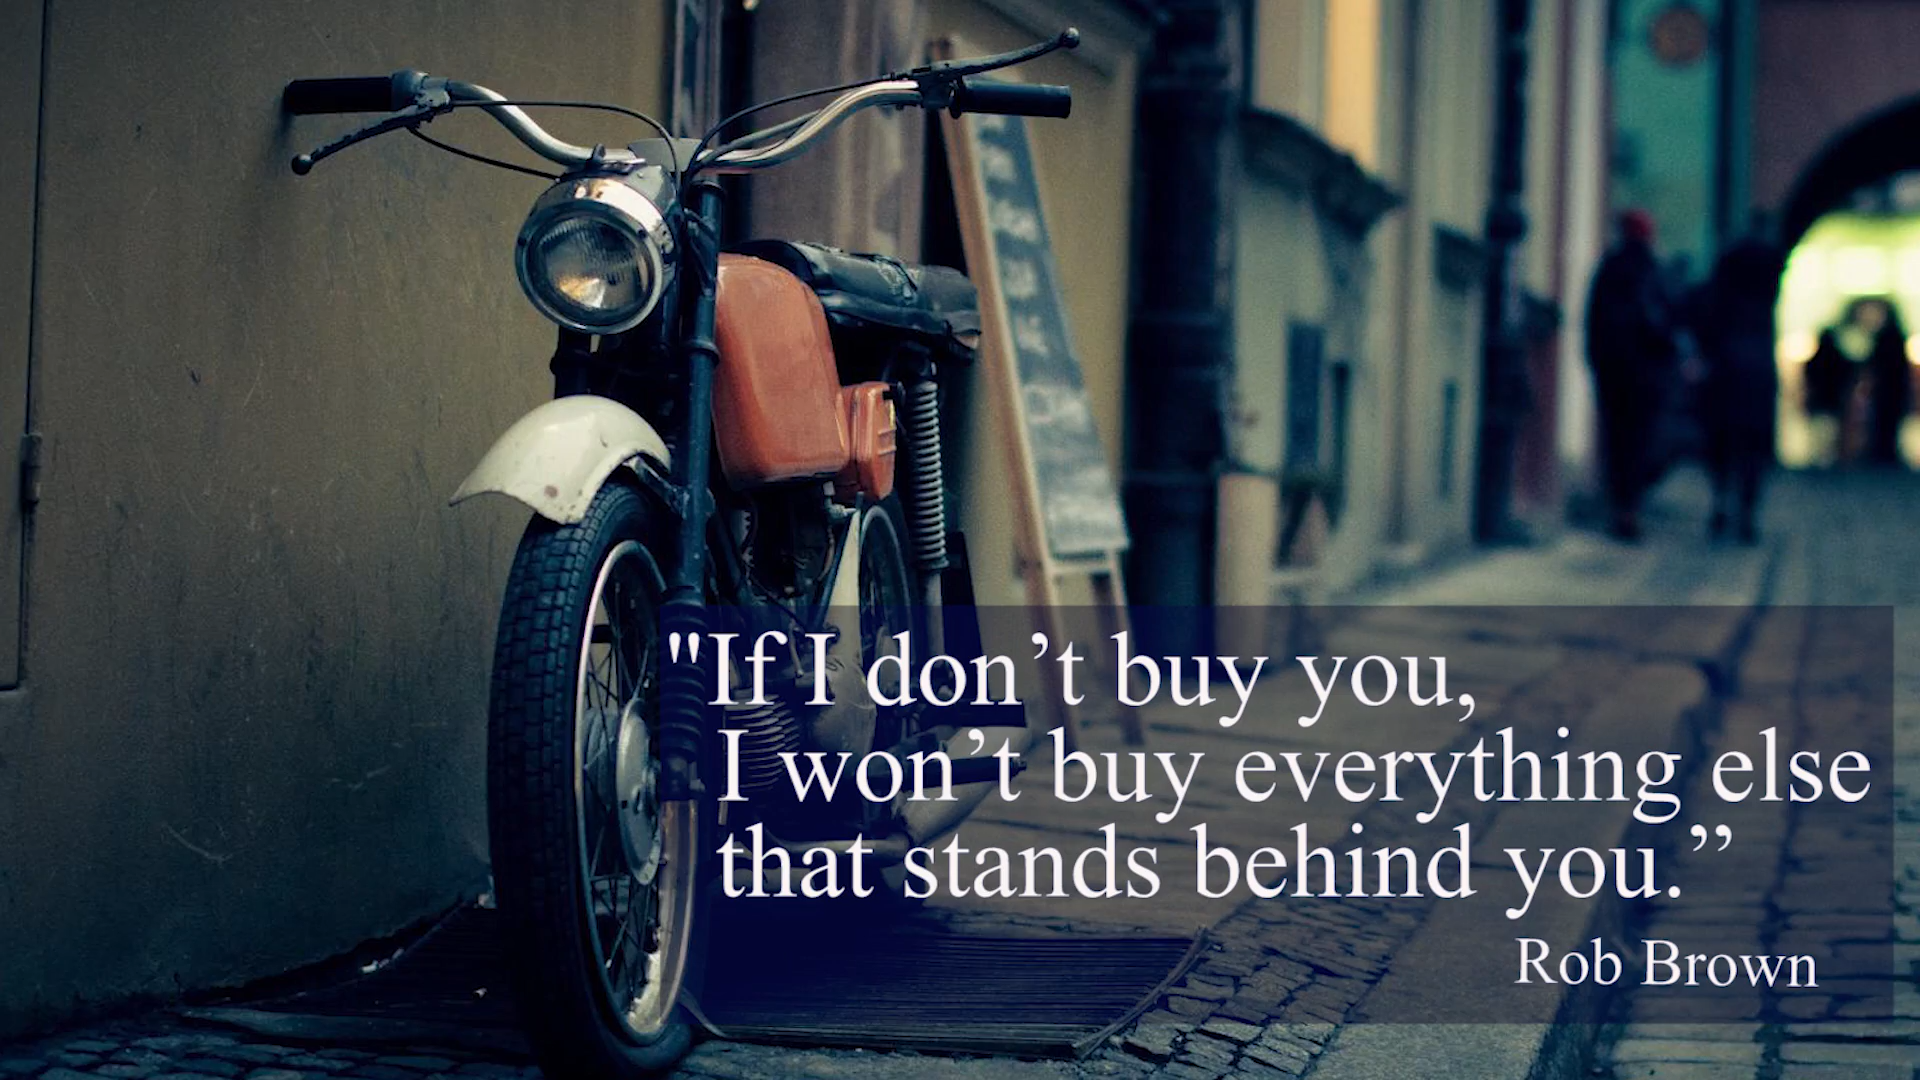 "If I don’t buy you,
I won’t buy everything else
that stands behind you.”
Rob Brown